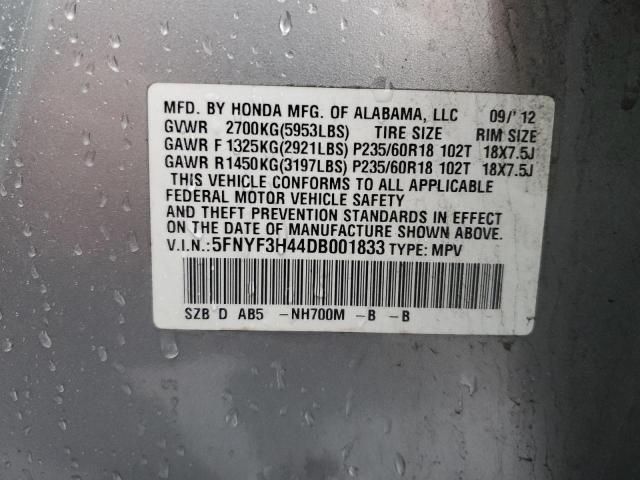 MFD. BY HONDA MFG. OF ALABAMA, LLC 09/'12
GVWR 2700KG(5953LBS) TIRE SIZE RIM SIZE
GAWR F 1325KG(2921LBS) P235/60R18 102T 18X7.5J
GAWR R1450KG(3197LBS) P235/60R18 102T 18X7.5J
THIS VEHICLE CONFORMS TO ALL APPLICABLE
FEDERAL MOTOR VEHICLE SAFETY
AND THEFT PREVENTION STANDARDS IN EFFECT
ON THE DATE OF MANUFACTURE SHOWN ABOVE.
V.I.N.:5FNYF3H44DB001833 TYPE: MPV
SZB D AB5 -NH700M -B -B